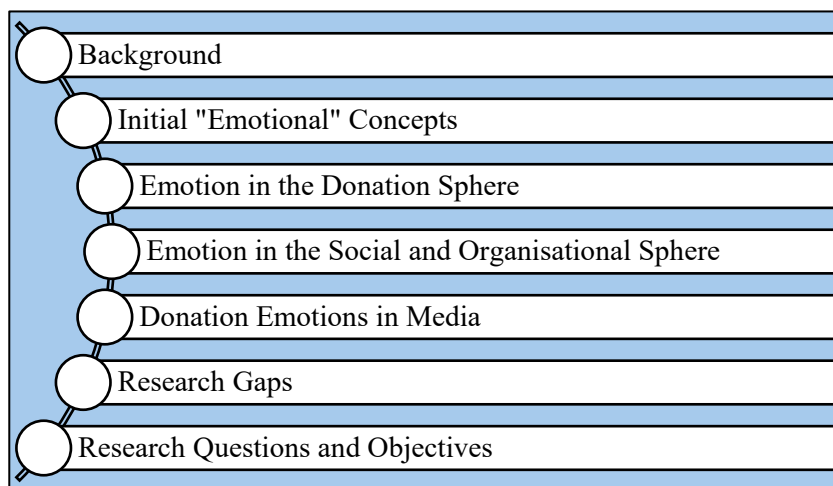 Background
Initial "Emotional" Concepts
Emotion in the Donation Sphere
Emotion in the Social and Organisational Sphere
Donation Emotions in Media
Research Gaps
Research Questions and Objectives